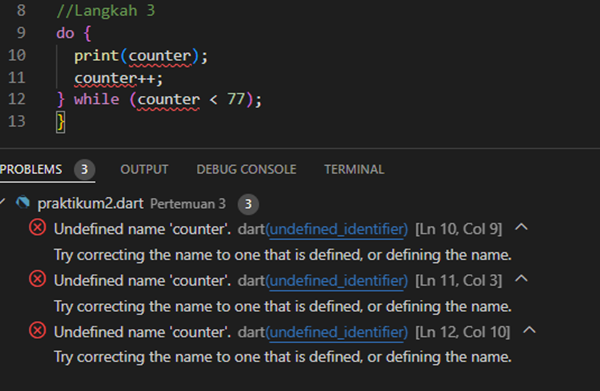 8 //Langkah 3
9 do {
10 print(counter);
11 counter++;
12 } while (counter < 77);
13 }
PROBLEMS 3 OUTPUT DEBUG CONSOLE TERMINAL
praktikum2.dart Pertemuan 3 3
Undefined name 'counter'. dart(undefined_identifier) [Ln 10, Col 9]
Try correcting the name to one that is defined, or defining the name.
Undefined name 'counter'. dart(undefined_identifier) [Ln 11, Col 3]
Try correcting the name to one that is defined, or defining the name.
Undefined name 'counter'. dart(undefined_identifier) [Ln 12, Col 10]
Try correcting the name to one that is defined, or defining the name.